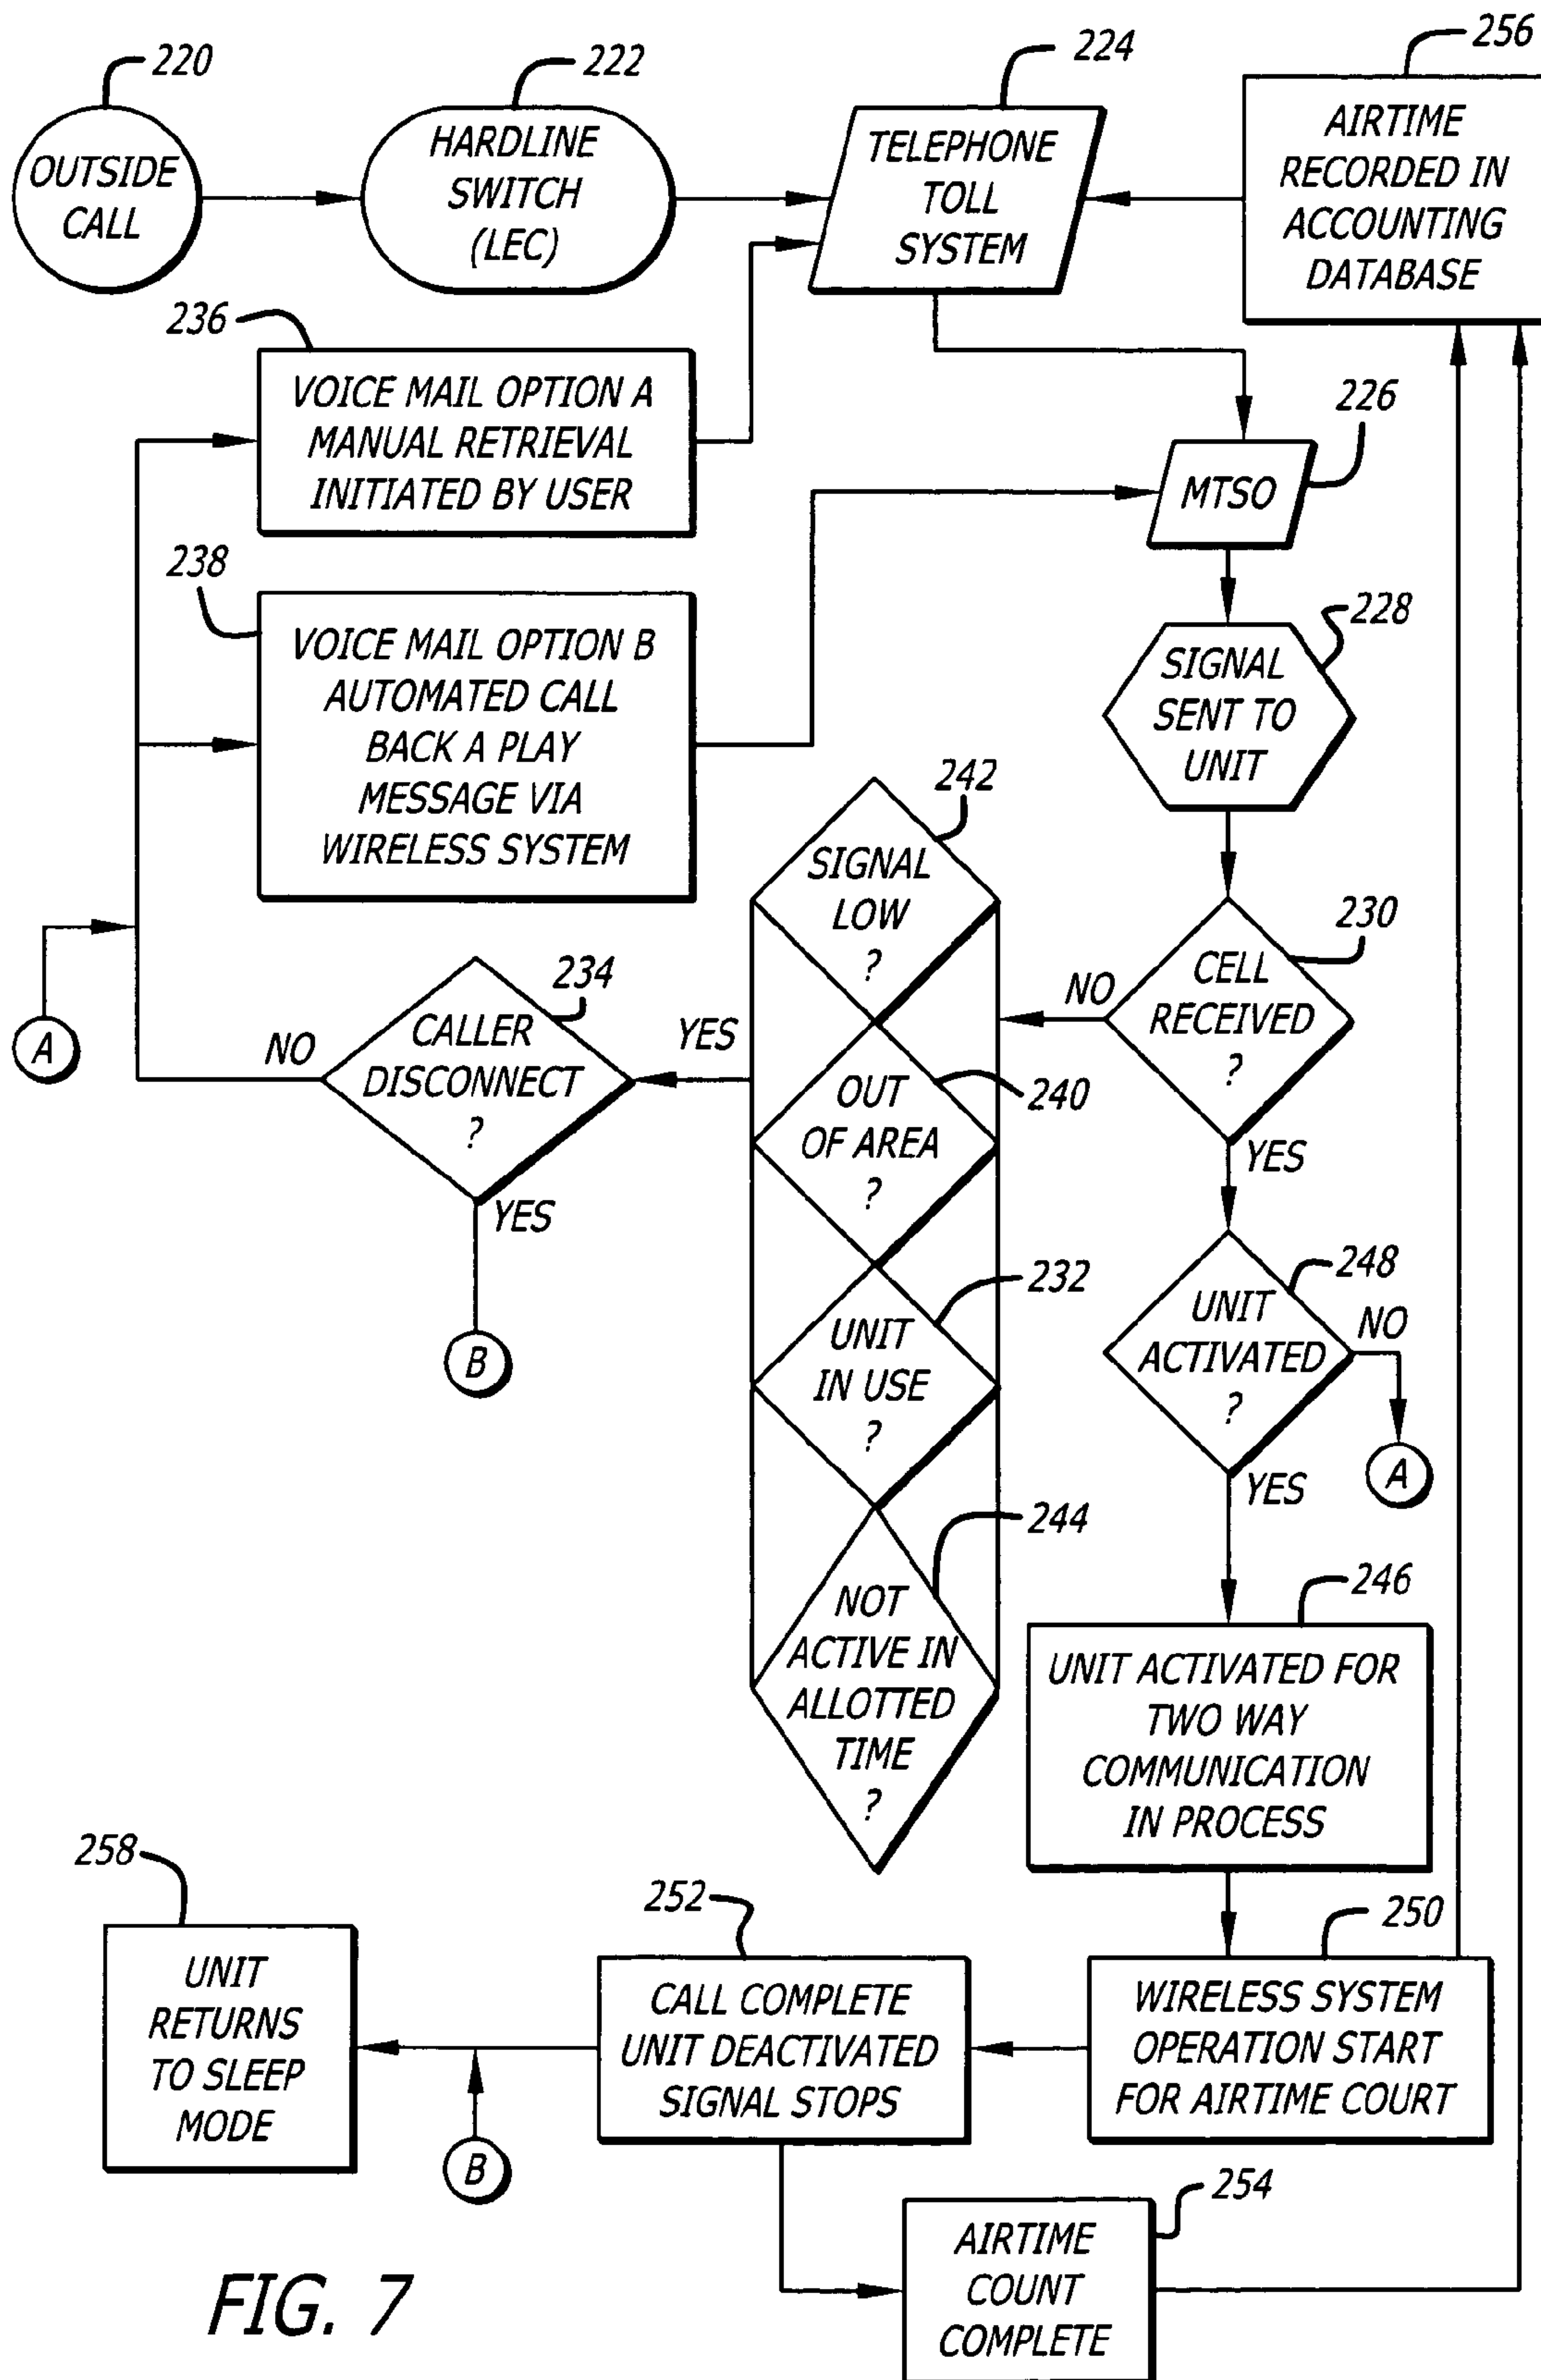 220
222
224
256
OUTSIDE
CALL
HARDLINE
SWITCH
(LEC)
TELEPHONE
TOLL
SYSTEM
AIRTIME
RECORDED IN
ACCOUNTING
DATABASE
236
VOICE MAIL OPTION A
MANUAL RETRIEVAL
INITIATED BY USER
226
MTSO
238
VOICE MAIL OPTION B
AUTOMATED CALL
BACK A PLAY
MESSAGE VIA
WIRELESS SYSTEM
228
SIGNAL
SENT TO
UNIT
242
SIGNAL
LOW
?
230
CELL
RECEIVED
?
NO
YES
234
CALLER
DISCONNECT
?
YES
NO
A
YES
B
240
OUT
OF AREA
?
232
UNIT
IN USE
?
248
UNIT
ACTIVATED
?
NO
A
YES
244
NOT
ACTIVE IN
ALLOTTED
TIME
?
246
UNIT ACTIVATED FOR
TWO WAY
COMMUNICATION
IN PROCESS
258
UNIT
RETURNS
TO SLEEP
MODE
252
CALL COMPLETE
UNIT DEACTIVATED
SIGNAL STOPS
250
WIRELESS SYSTEM
OPERATION START
FOR AIRTIME COURT
B
254
AIRTIME
COUNT
COMPLETE
FIG. 7